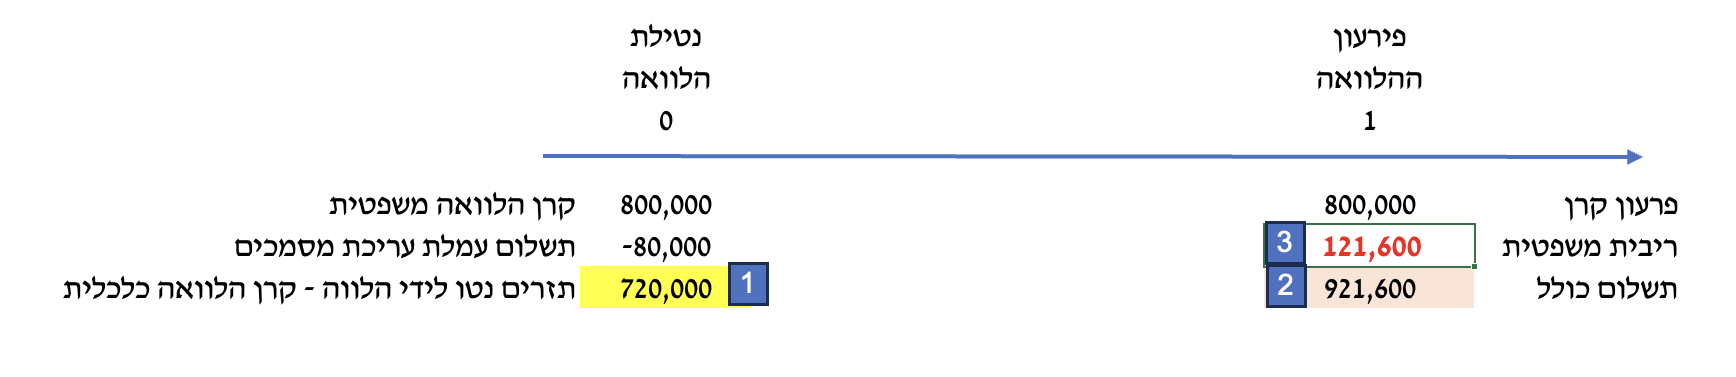 פירעון
ההלוואה
1
נטילת
הלוואה
0
פרעון קרן 800,000
ריבית משפטית 121,600 3
תשלום כולל 921,600 2
800,000 קרן הלוואה משפטית
-80,000 תשלום עמלת עריכת מסמכים
1 720,000 תזרים נטו לידי הלווה - קרן הלוואה כלכלית